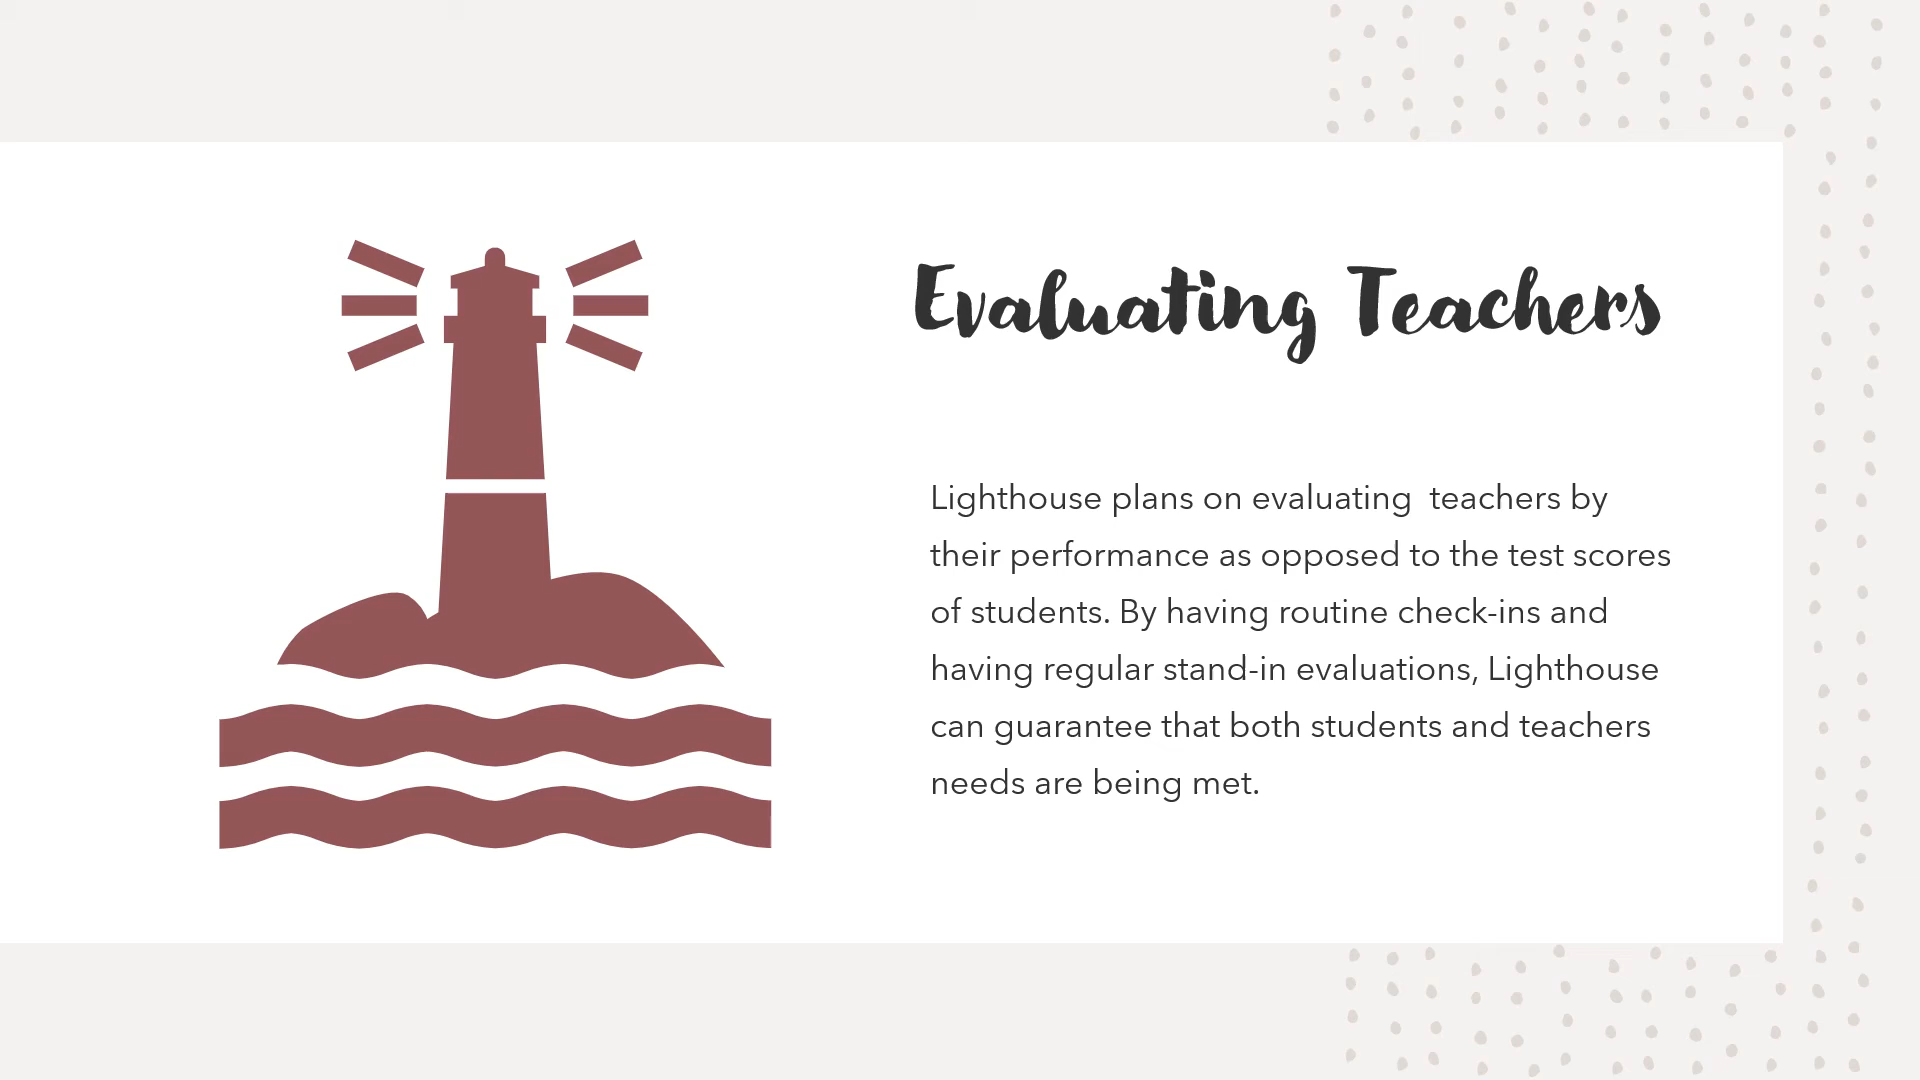 Evaluating Teachers
Lighthouse plans on evaluating  teachers by
their performance as opposed to the test scores
of students. By having routine check-ins and
having regular stand-in evaluations, Lighthouse
can guarantee that both students and teachers
needs are being met.